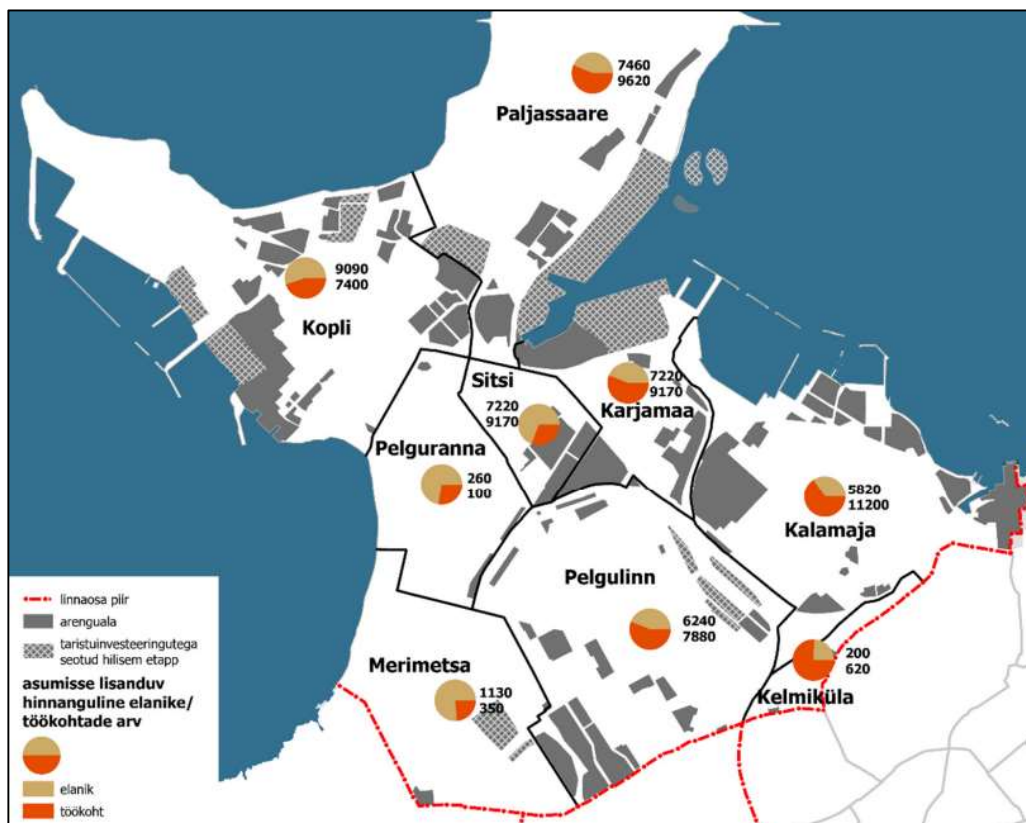 7460
9620
Paljassaare
9090
7400
Kopli
Sitsi
7220
9170
7220
9170
Karjamaa
Pelguranna
260
100
5820
11200
Kalamaja
Pelgulinn
6240
7880
Merimetsa
1130
350
200
620
Kelmiküla
linnaosa piir
arenguala
taristuinvesteeringutega
seotud hilisem etapp
asumisse lisanduv
hinnanguline elanike/
töökohtade arv
elanik
töökoht